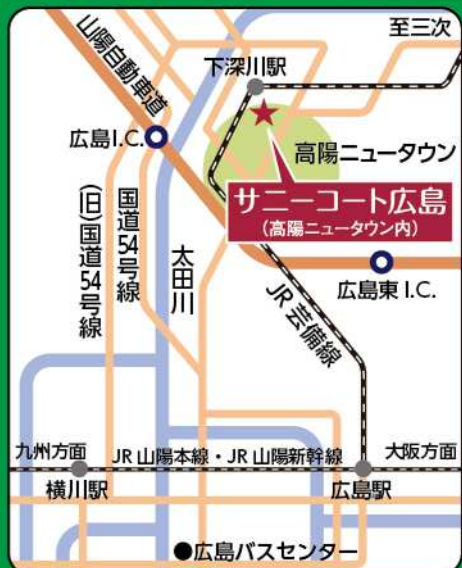 至三次
下深川駅
山陽自動車道
広島I.C.
高陽ニュータウン
サニーコート広島
(高陽ニュータウン内)
(旧)国道54号線
国道54号線
太田川
広島東I.C.
JR芸備線
九州方面
JR山陽本線・JR山陽新幹線
大阪方面
横川駅
広島駅
●広島バスセンター